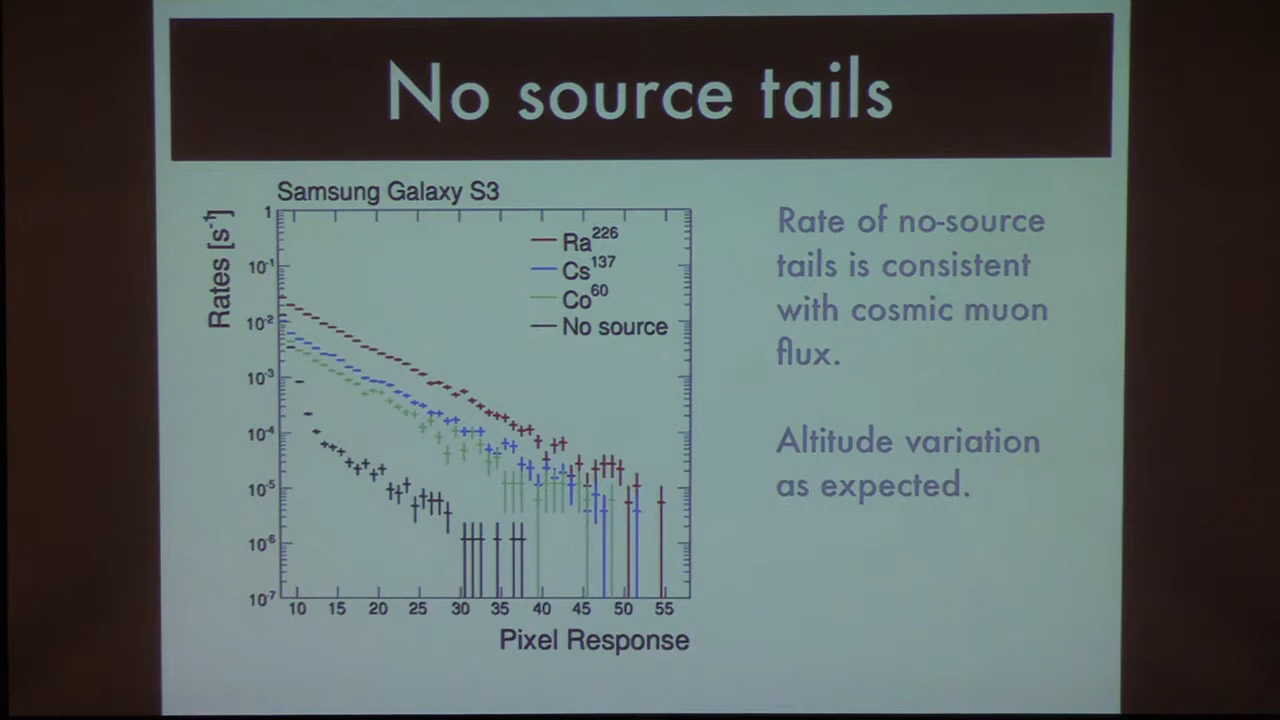 No source tails
Samsung Galaxy S3
Rates [s⁻¹]
1
10⁻¹
10⁻²
10⁻³
10⁻⁴
10⁻⁵
10⁻⁶
10⁻⁷
Ra²²⁶
Cs¹³⁷
Co⁶⁰
No source
10 15 20 25 30 35 40 45 50 55
Pixel Response
Rate of no-source
tails is consistent
with cosmic muon
flux.
Altitude variation
as expected.